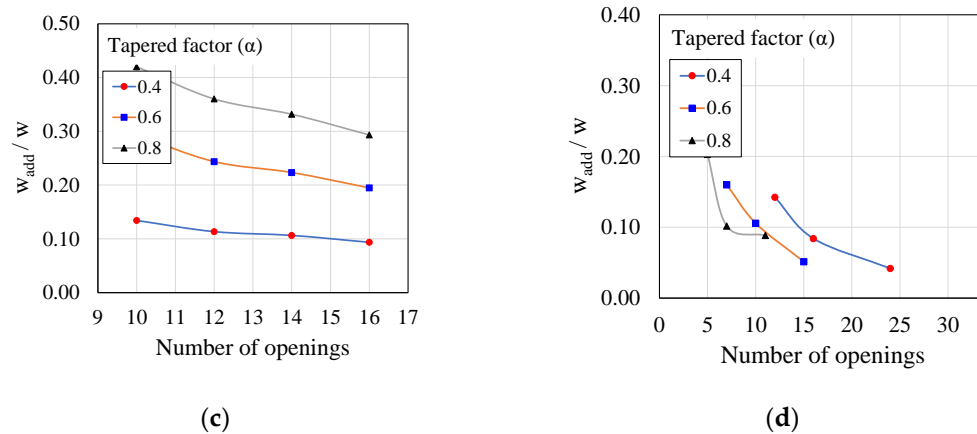 0.50
Tapered factor (α)
0.40
0.4
0.30
0.6
0.8
0.20
0.10
0.00
w_add / w
9 10 11 12 13 14 15 16 17
Number of openings
(c)
0.40
Tapered factor (α)
0.4
0.30
0.6
0.8
0.20
0.10
0.00
w_add / w
0 5 10 15 20 25 30
Number of openings
(d)